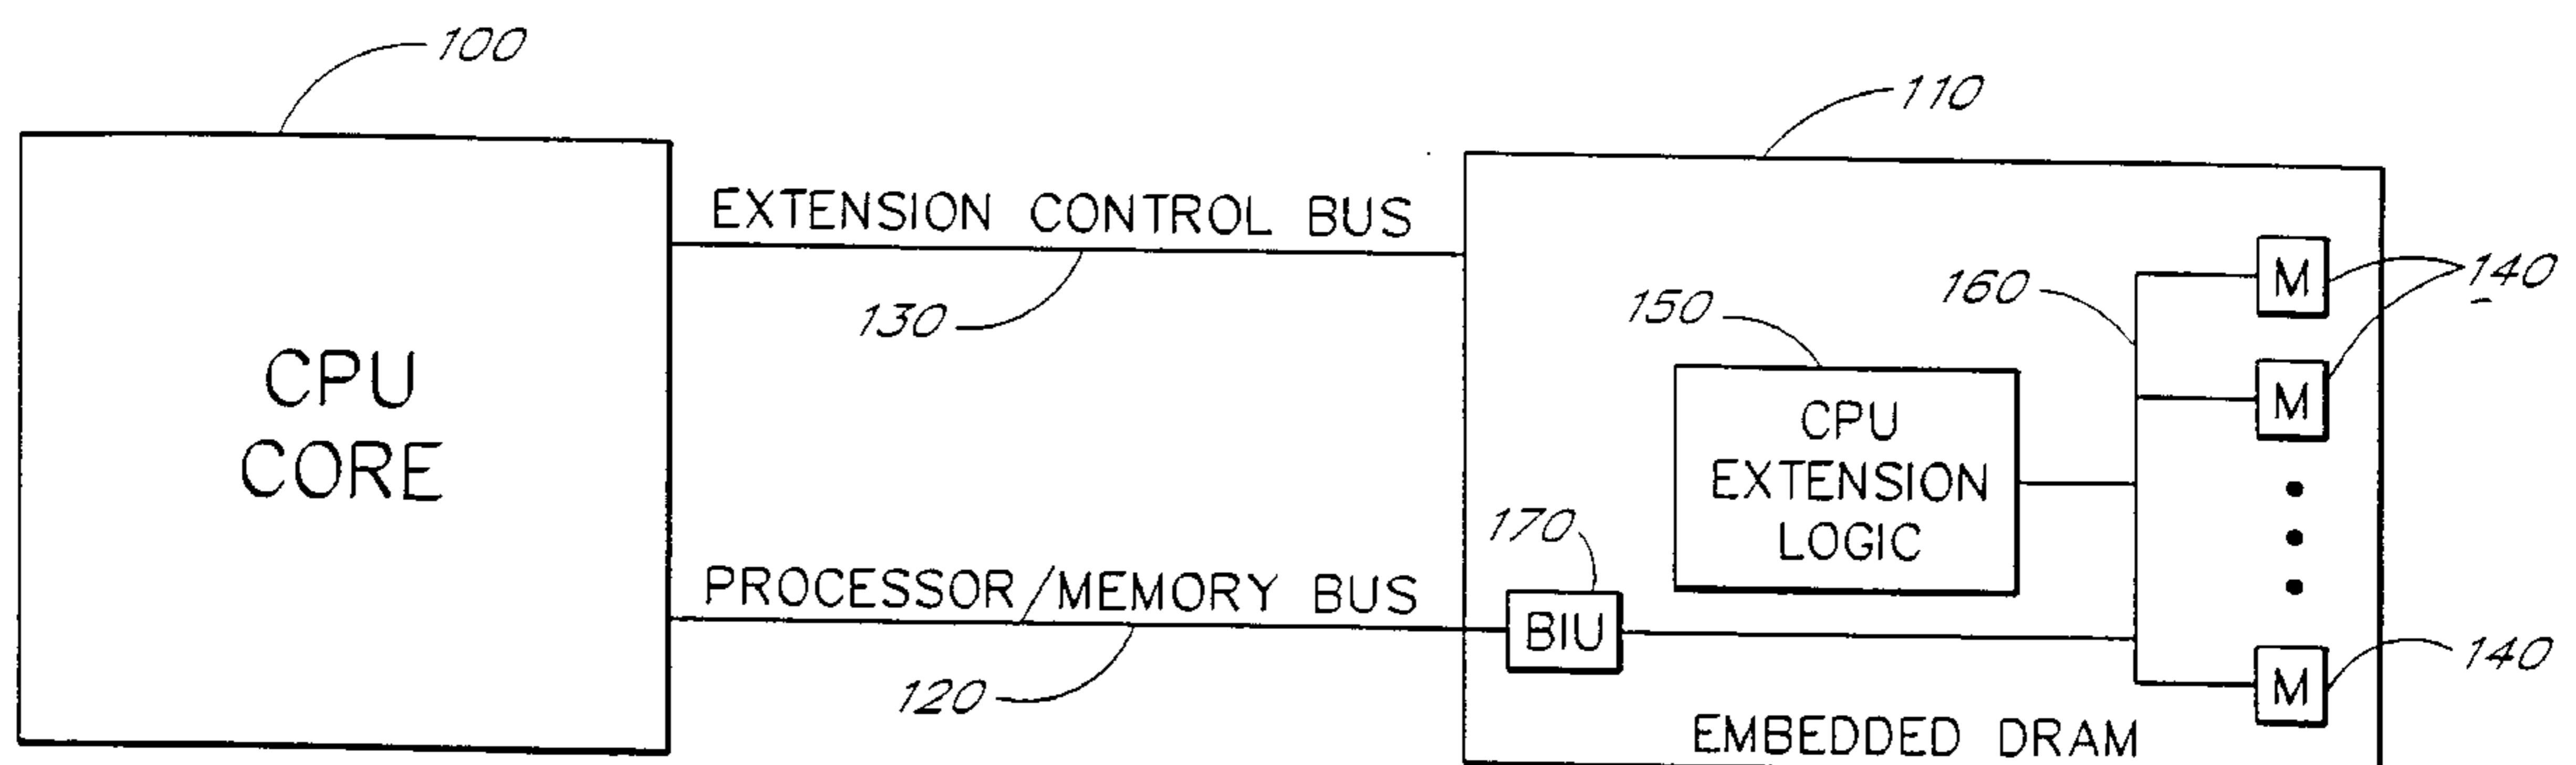 100
110
EXTENSION CONTROL BUS
130
CPU
CORE
M
140
160
150
M
CPU
EXTENSION
LOGIC
170
PROCESSOR/MEMORY BUS
BIU
120
M
140
EMBEDDED DRAM